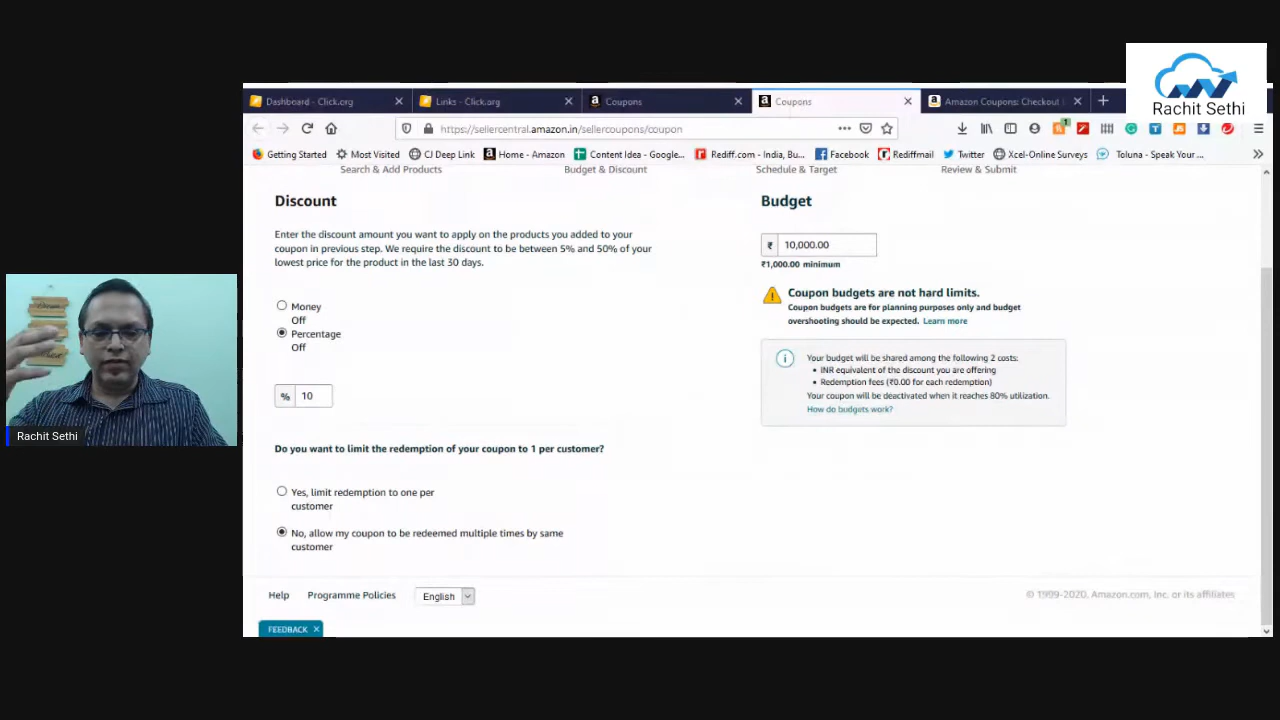 Rachit Sethi
Dashboard - Click.org
Links - Click.org
Coupons
Coupons
Amazon Coupons: Checkout
https://sellercentral.amazon.in/sellercoupons/coupon
Getting Started
Most Visited
CJ Deep Link
Home - Amazon
Content Idea - Google...
Rediff.com - India, Bu...
Facebook
Rediffmail
Twitter
Xcel-Online Surveys
Toluna - Speak Your ...
Search & Add Products
Budget & Discount
Schedule & Target
Review & Submit
Discount
Enter the discount amount you want to apply on the products you added to your
coupon in previous step. We require the discount to be between 5% and 50% of your
lowest price for the product in the last 30 days.
Money
Off
Percentage
Off
% 10
Do you want to limit the redemption of your coupon to 1 per customer?
Yes, limit redemption to one per
customer
No, allow my coupon to be redeemed multiple times by same
customer
Budget
₹ 10,000.00
₹1,000.00 minimum
Coupon budgets are not hard limits.
Coupon budgets are for planning purposes only and budget
overshooting should be expected. Learn more
Your budget will be shared among the following 2 costs:
• INR equivalent of the discount you are offering
• Redemption fees (₹0.00 for each redemption)
Your coupon will be deactivated when it reaches 80% utilization.
How do budgets work?
Rachit Sethi
Help
Programme Policies
English
© 1999-2020, Amazon.com, Inc. or its affiliates
FEEDBACK